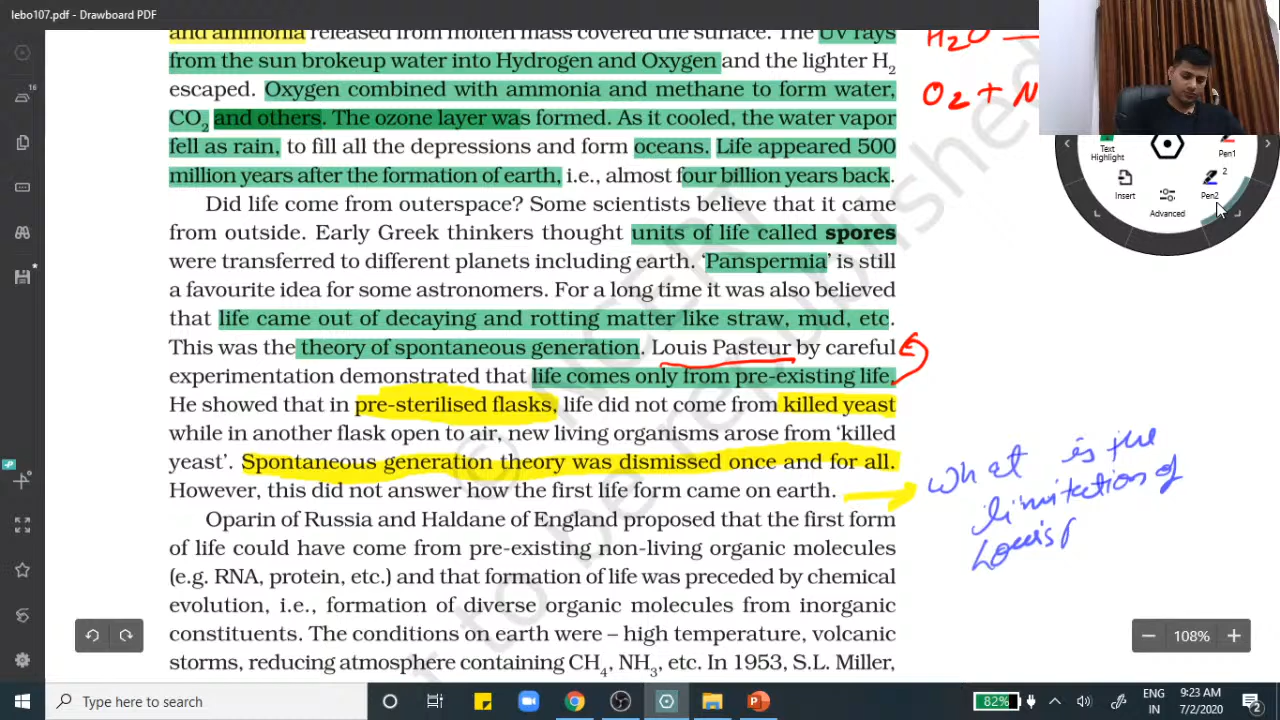 lebo107.pdf - Drawboard PDF
and ammonia released from molten mass covered the surface. The UV rays
from the sun brokeup water into Hydrogen and Oxygen and the lighter H2
escaped. Oxygen combined with ammonia and methane to form water,
CO2 and others. The ozone layer was formed. As it cooled, the water vapor
fell as rain, to fill all the depressions and form oceans. Life appeared 500
million years after the formation of earth, i.e., almost four billion years back.
Did life come from outerspace? Some scientists believe that it came
from outside. Early Greek thinkers thought units of life called spores
were transferred to different planets including earth. ‘Panspermia’ is still
a favourite idea for some astronomers. For a long time it was also believed
that life came out of decaying and rotting matter like straw, mud, etc.
This was the theory of spontaneous generation. Louis Pasteur by careful
experimentation demonstrated that life comes only from pre-existing life.
He showed that in pre-sterilised flasks, life did not come from killed yeast
while in another flask open to air, new living organisms arose from ‘killed
yeast’. Spontaneous generation theory was dismissed once and for all.
However, this did not answer how the first life form came on earth.
Oparin of Russia and Haldane of England proposed that the first form
of life could have come from pre-existing non-living organic molecules
(e.g. RNA, protein, etc.) and that formation of life was preceded by chemical
evolution, i.e., formation of diverse organic molecules from inorganic
constituents. The conditions on earth were – high temperature, volcanic
storms, reducing atmosphere containing CH4, NH3, etc. In 1953, S.L. Miller,
H2O
O2 + N
What is the
limitation of
Louis P
Text
Highlight
Pen1
2
Insert
Pen2
Advanced
16
© NCERT
to be republished
108%
Type here to search
82%
ENG
IN
9:23 AM
7/2/2020
2